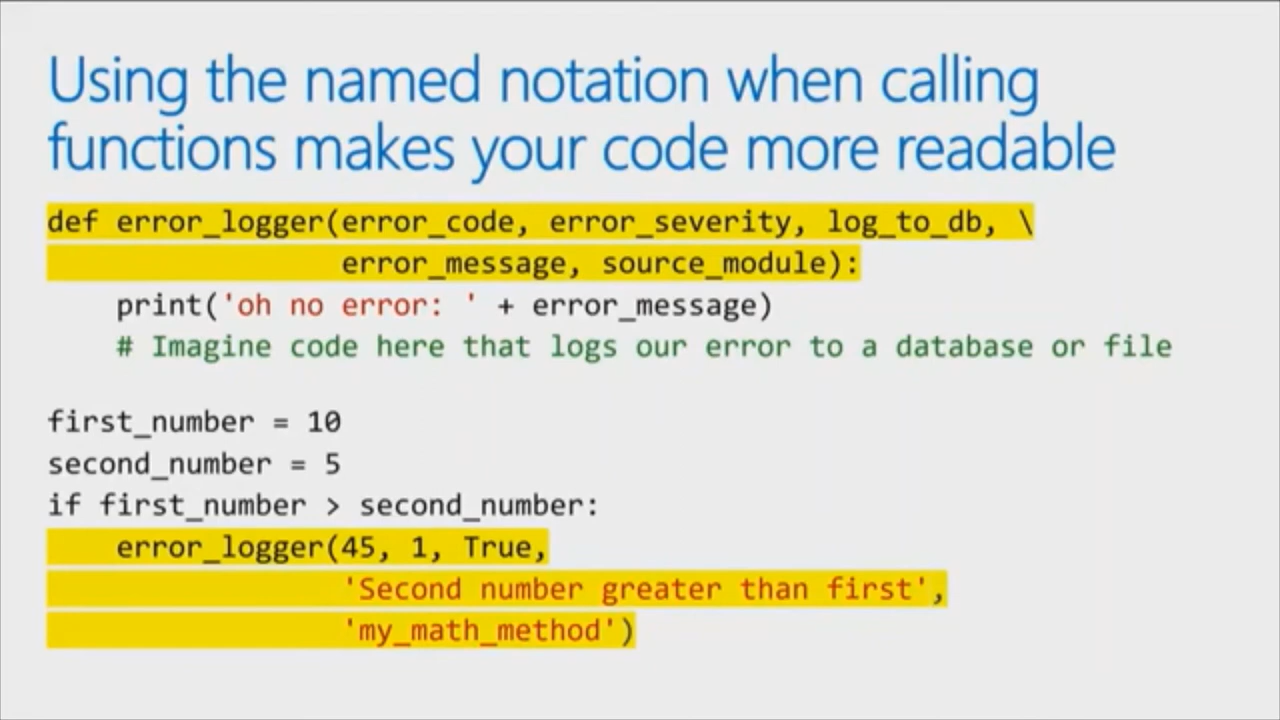 Using the named notation when calling
functions makes your code more readable
def error_logger(error_code, error_severity, log_to_db, \
                 error_message, source_module):
    print('oh no error: ' + error_message)
    # Imagine code here that logs our error to a database or file
first_number = 10
second_number = 5
if first_number > second_number:
    error_logger(45, 1, True,
                 'Second number greater than first',
                 'my_math_method')